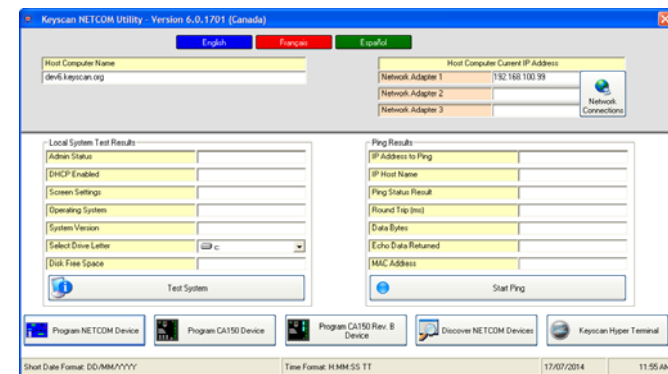 Keyscan NETCOM Utility - Version 6.0.1701 (Canada)
English Français Español
Host Computer Name
dev6.keyscan.org
Host Computer Current IP Address
Network Adapter 1 192.168.100.99
Network Adapter 2
Network Adapter 3
Network Connections
Local System Test Results
Admin Status
DHCP Enabled
Screen Settings
Operating System
System Version
Select Drive Letter c:
Disk Free Space
Test System
Ping Results
IP Address to Ping
IP Host Name
Ping Status Result
Round Trip (ms)
Data Bytes
Echo Data Returned
MAC Address
Start Ping
Program NETCOM Device
Program CA150 Device
Program CA150 Rev. B
Device
Discover NETCOM Devices
Keyscan Hyper Terminal
Short Date Format: DD/MM/YYYY Time Format: H:MM:SS TT 17/07/2014 11:55 AM